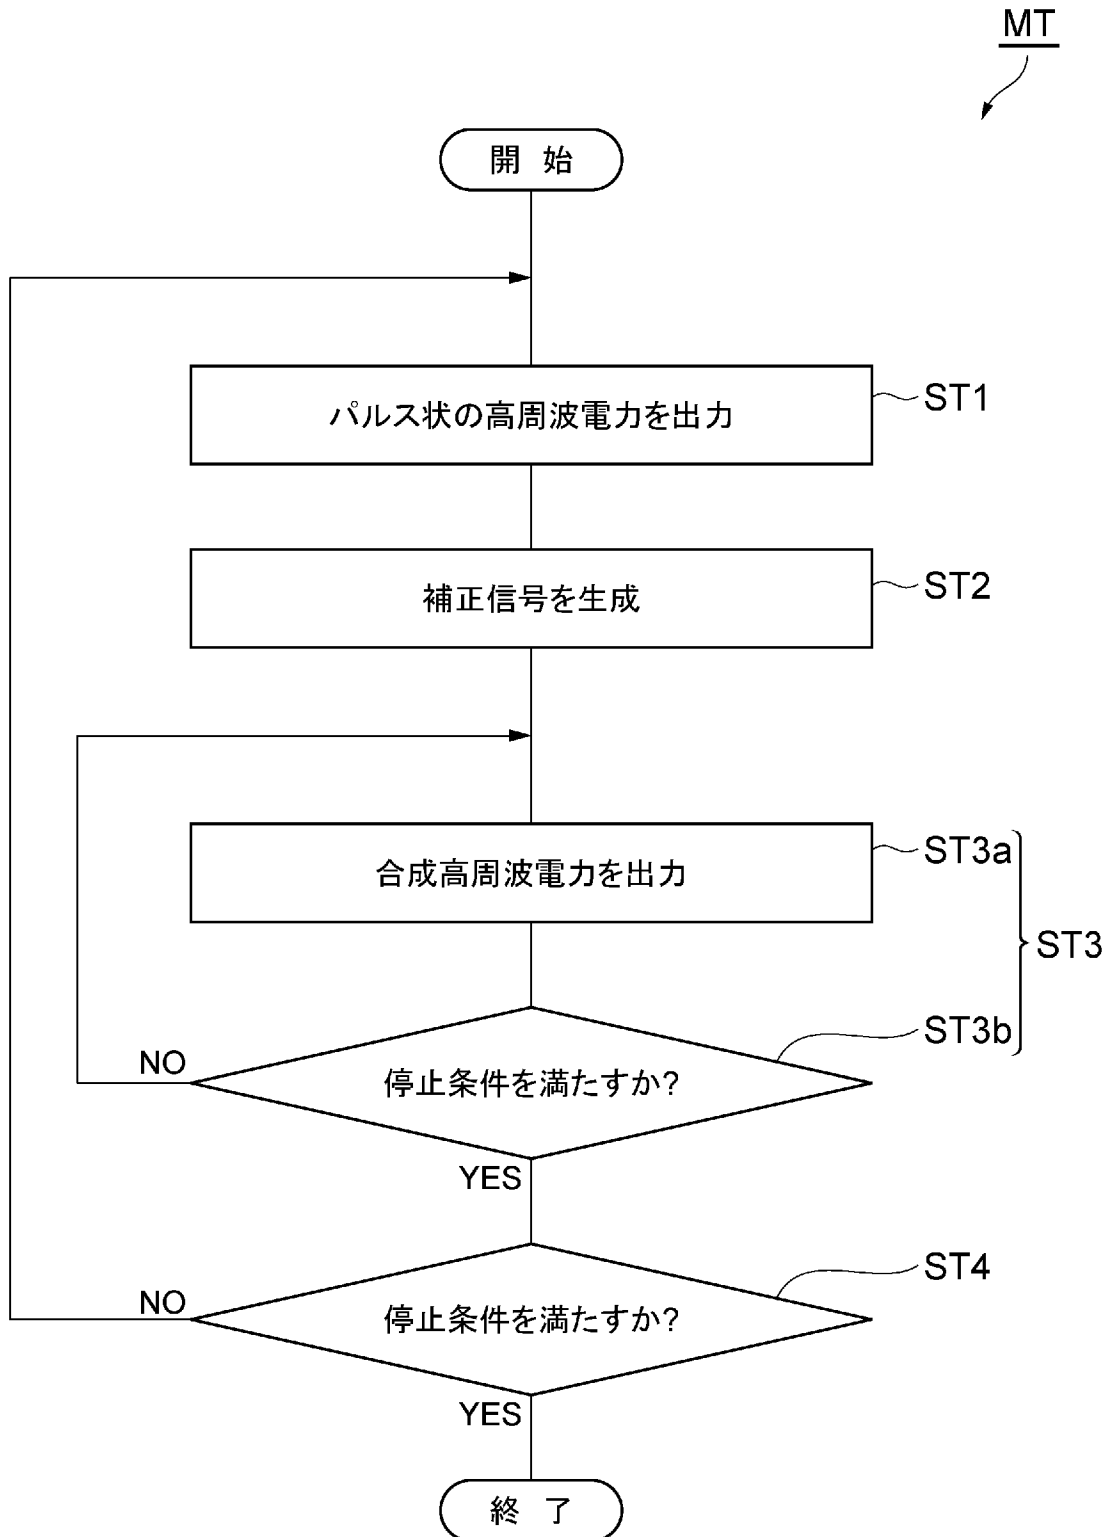 MT
開 始
パルス状の高周波電力を出力
ST1
補正信号を生成
ST2
合成高周波電力を出力
ST3a
ST3
停止条件を満たすか?
ST3b
NO
YES
停止条件を満たすか?
ST4
NO
YES
終 了